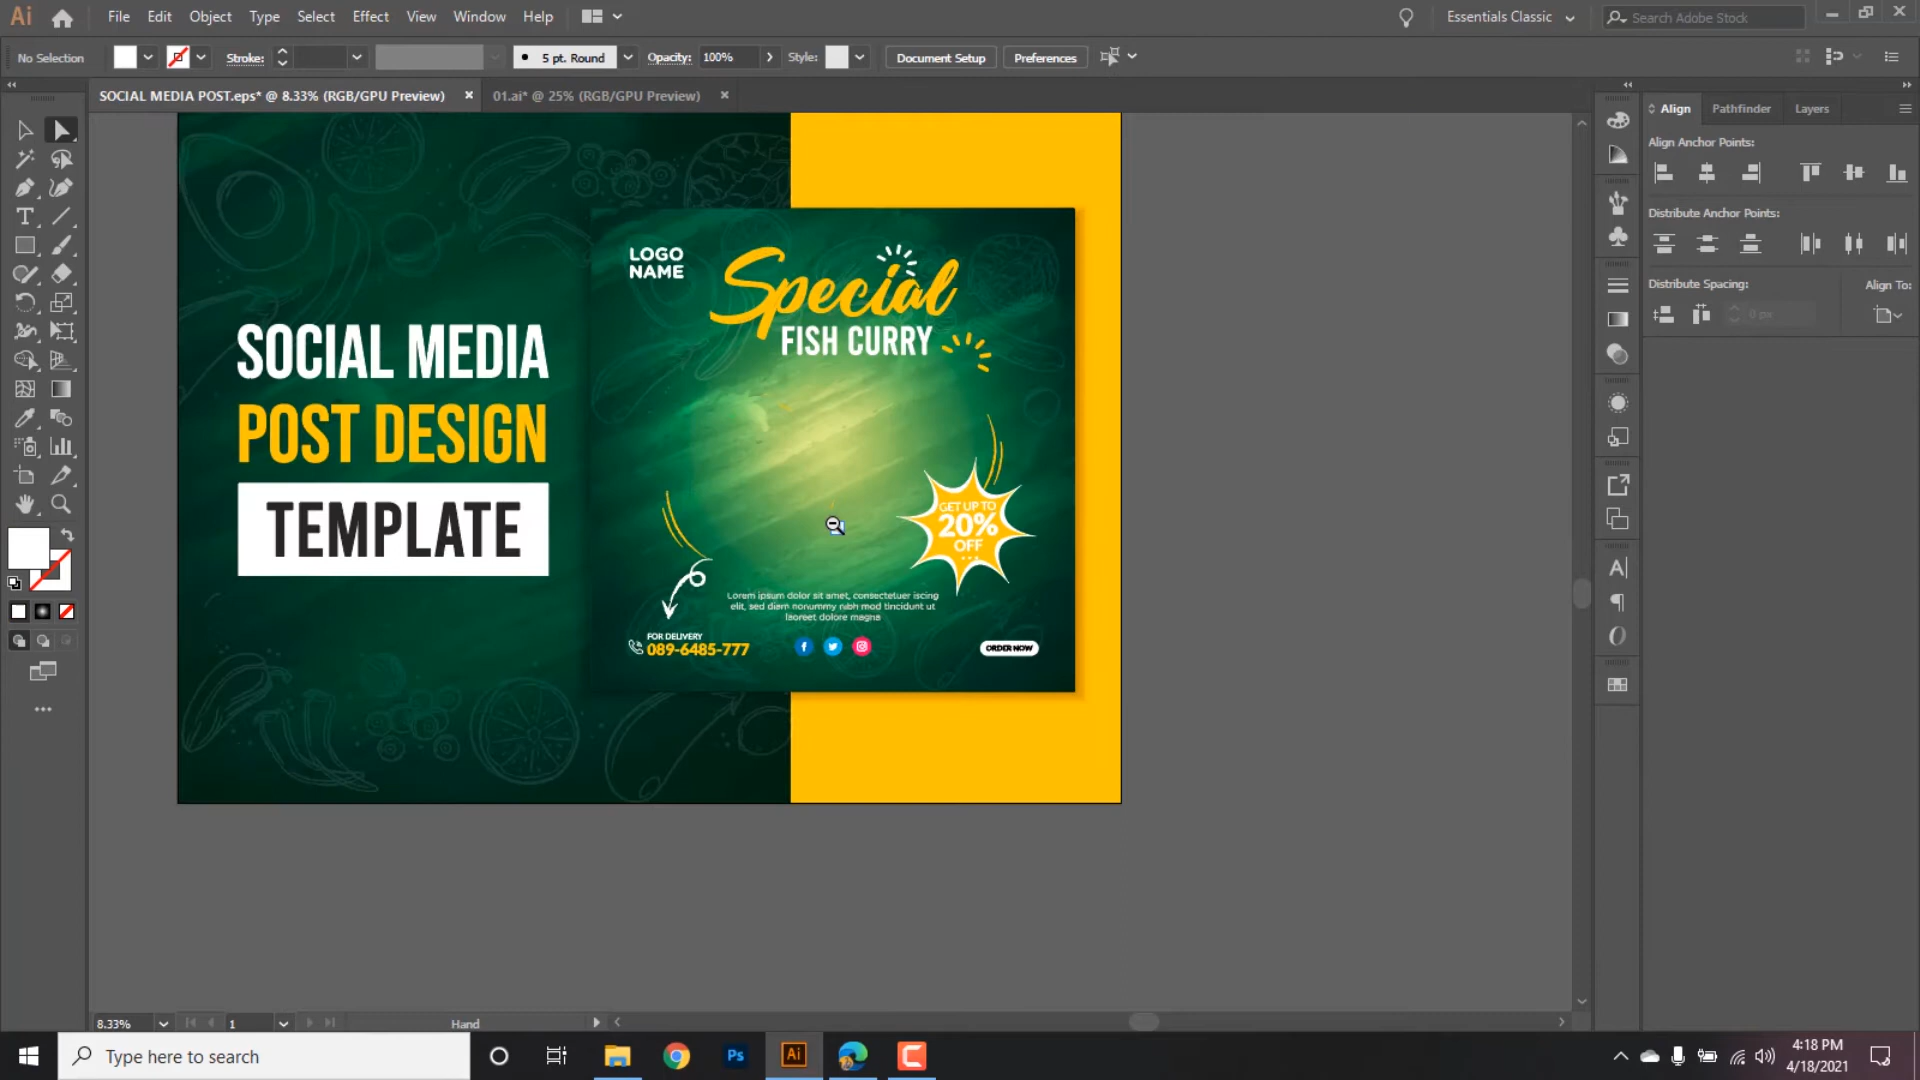 Ai File Edit Object Type Select Effect View Window Help Essentials Classic Search Adobe Stock
No Selection Stroke: 5 pt. Round Opacity: 100% Style: Document Setup Preferences
SOCIAL MEDIA POST.eps* @ 8.33% (RGB/GPU Preview) × 01.ai* @ 25% (RGB/GPU Preview) ×
Align Pathfinder Layers
Align Anchor Points:
Distribute Anchor Points:
Distribute Spacing: Align To:
0 px
SOCIAL MEDIA
POST DESIGN
TEMPLATE
LOGO
NAME
Special
FISH CURRY
GET UP TO
20%
OFF
Lorem ipsum dolor sit amet, consectetuer iscing
elit, sed diam nonummy nibh mod tincidunt ut
laoreet dolore magna
FOR DELIVERY
089-6485-777
ORDER NOW
8.33% 1 Hand
Type here to search
Ps Ai
4:18 PM
4/18/2021